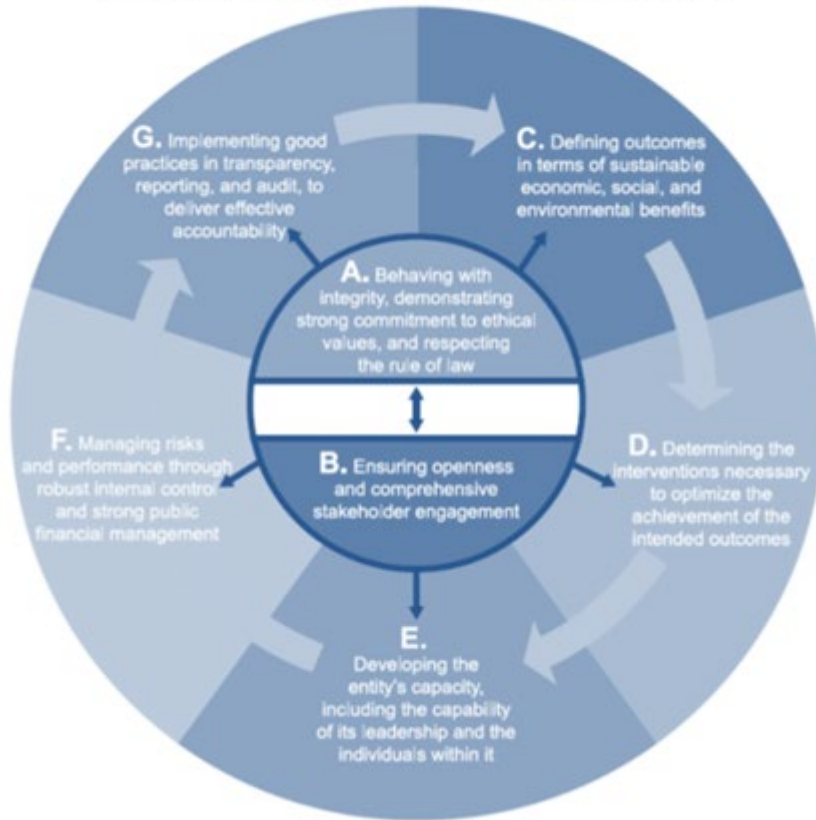 A. Behaving with
integrity, demonstrating
strong commitment to ethical
values, and respecting
the rule of law
B. Ensuring openness
and comprehensive
stakeholder engagement
C. Defining outcomes
in terms of sustainable
economic, social, and
environmental benefits
D. Determining the
interventions necessary
to optimize the
achievement of the
intended outcomes
E.
Developing the
entity's capacity,
including the capability
of its leadership and the
individuals within it
F. Managing risks
and performance through
robust internal control
and strong public
financial management
G. Implementing good
practices in transparency,
reporting, and audit, to
deliver effective
accountability